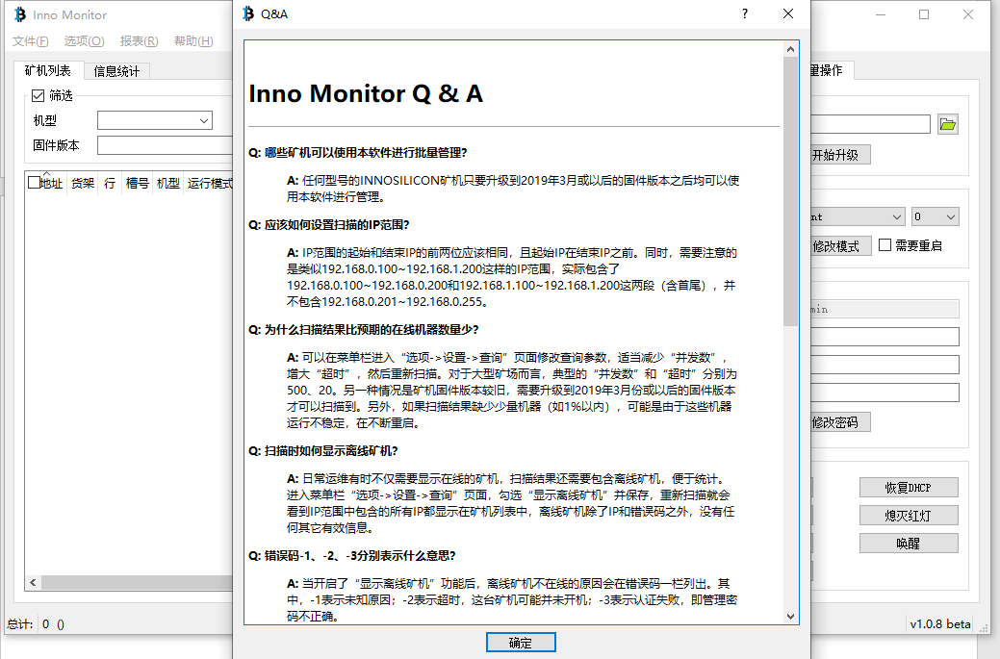 Inno Monitor
文件(F) 选项(O) 报表(R) 帮助(H)
矿机列表 信息统计
筛选
机型
固件版本
地址 货架 行 槽号 机型 运行模式
总计: 0 ()
Q&A
?
Inno Monitor Q & A
Q: 哪些矿机可以使用本软件进行批量管理?
A: 任何型号的INNOSILICON矿机只要升级到2019年3月或以后的固件版本之后均可以使
用本软件进行管理。
Q: 应该如何设置扫描的IP范围?
A: IP范围的起始和结束IP的前两位应该相同，且起始IP在结束IP之前。同时，需要注意的
是类似192.168.0.100~192.168.1.200这样的IP范围，实际包含了
192.168.0.100~192.168.0.200和192.168.1.100~192.168.1.200这两段（含首尾），并
不包含192.168.0.201~192.168.0.255。
Q: 为什么扫描结果比预期的在线机器数量少?
A: 可以在菜单栏进入“选项->设置->查询”页面修改查询参数，适当减少“并发数”，
增大“超时”，然后重新扫描。对于大型矿场而言，典型的“并发数”和“超时”分别为
500、20。另一种情况是矿机固件版本较旧，需要升级到2019年3月份或以后的固件版本
才可以扫描到。另外，如果扫描结果缺少少量机器（如1%以内），可能是由于这些机器
运行不稳定，在不断重启。
Q: 扫描时如何显示离线矿机?
A: 日常运维有时不仅需要显示在线的矿机，扫描结果还需要包含离线矿机，便于统计。
进入菜单栏“选项->设置->查询”页面，勾选“显示离线矿机”并保存，重新扫描就会
看到IP范围中包含的所有IP都显示在矿机列表中，离线矿机除了IP和错误码之外，没有任
何其它有效信息。
Q: 错误码-1、-2、-3分别表示什么意思?
A: 当开启了“显示离线矿机”功能后，离线矿机不在线的原因会在错误码一栏列出。其
中，-1表示未知原因；-2表示超时，这台矿机可能并未开机；-3表示认证失败，即管理密
码不正确。
确定
量操作
开始升级
nt 0
修改模式 需要重启
min
修改密码
恢复DHCP
熄灭红灯
唤醒
v1.0.8 beta